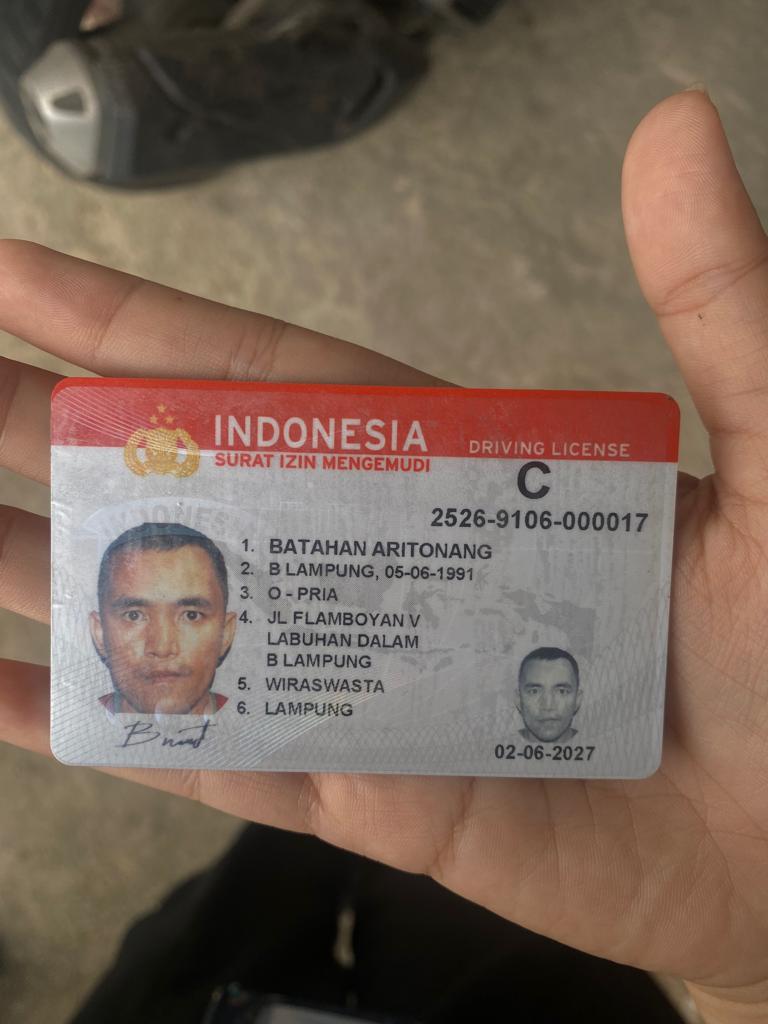 INDONESIA
SURAT IZIN MENGEMUDI
DRIVING LICENSE
C
2526-9106-000017
1. BATAHAN ARITONANG
2. B LAMPUNG, 05-06-1991
3. O - PRIA
4. JL FLAMBOYAN V
LABUHAN DALAM
B LAMPUNG
5. WIRASWASTA
6. LAMPUNG
02-06-2027